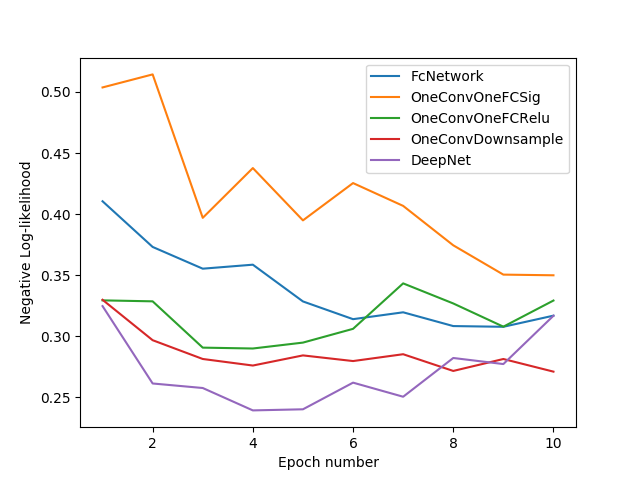 FcNetwork
OneConvOneFCSig
OneConvOneFCRelu
OneConvDownsample
DeepNet
0.50
0.45
0.40
0.35
0.30
0.25
Negative Log-likelihood
2 4 6 8 10
Epoch number